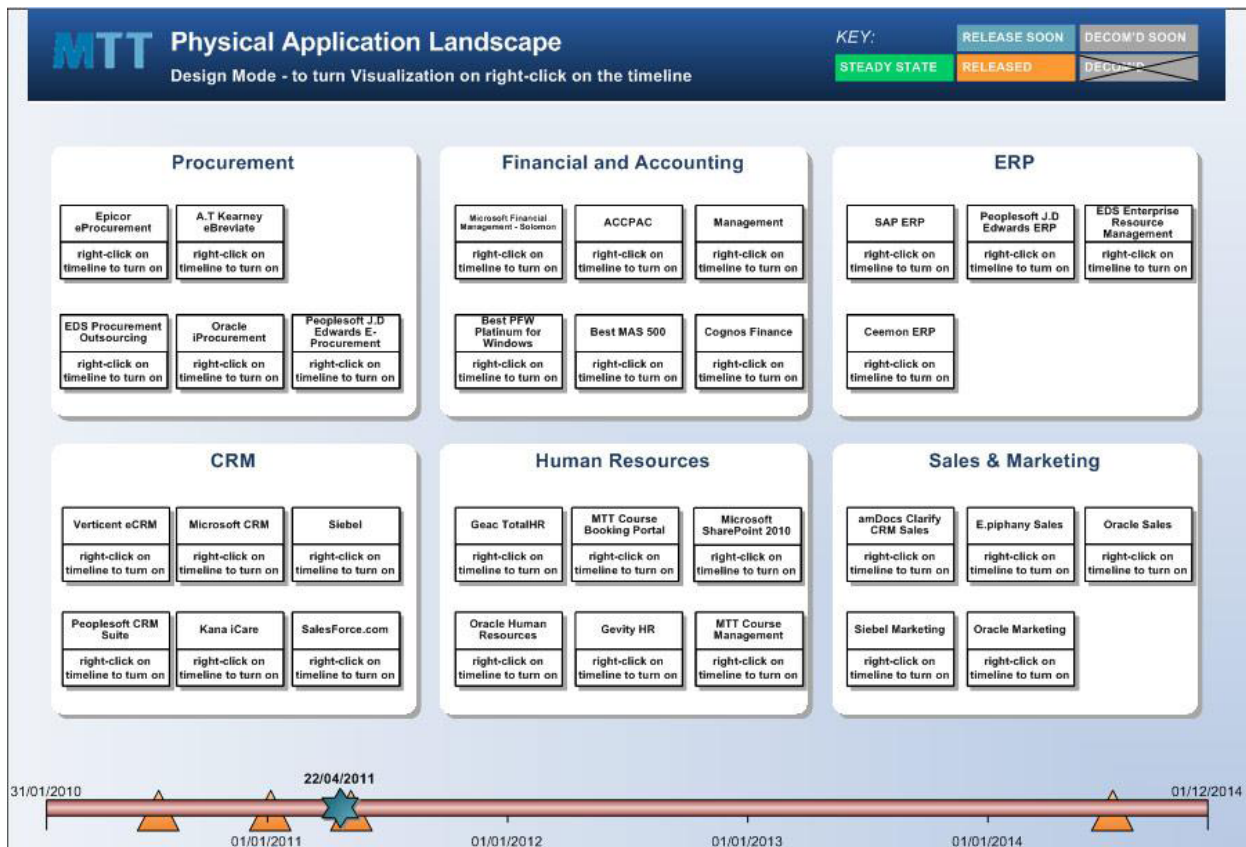 MTT
Physical Application Landscape
Design Mode - to turn Visualization on right-click on the timeline
KEY:
RELEASE SOON
DECOM'D SOON
STEADY STATE
RELEASED
DECOM'D
Procurement
Epicor
eProcurement
right-click on
timeline to turn on
A.T Kearney
eBreviate
right-click on
timeline to turn on
EDS Procurement
Outsourcing
right-click on
timeline to turn on
Oracle
iProcurement
right-click on
timeline to turn on
Peoplesoft J.D
Edwards E-
Procurement
right-click on
timeline to turn on
Financial and Accounting
Microsoft Financial
Management - Solomon
right-click on
timeline to turn on
ACCPAC
right-click on
timeline to turn on
Management
right-click on
timeline to turn on
Best PFW
Platinum for
Windows
right-click on
timeline to turn on
Best MAS 500
right-click on
timeline to turn on
Cognos Finance
right-click on
timeline to turn on
ERP
SAP ERP
right-click on
timeline to turn on
Peoplesoft J.D
Edwards ERP
right-click on
timeline to turn on
EDS Enterprise
Resource
Management
right-click on
timeline to turn on
Ceemon ERP
right-click on
timeline to turn on
CRM
Verticent eCRM
right-click on
timeline to turn on
Microsoft CRM
right-click on
timeline to turn on
Siebel
right-click on
timeline to turn on
Peoplesoft CRM
Suite
right-click on
timeline to turn on
Kana iCare
right-click on
timeline to turn on
SalesForce.com
right-click on
timeline to turn on
Human Resources
Geac TotalHR
right-click on
timeline to turn on
MTT Course
Booking Portal
right-click on
timeline to turn on
Microsoft
SharePoint 2010
right-click on
timeline to turn on
Oracle Human
Resources
right-click on
timeline to turn on
Gevity HR
right-click on
timeline to turn on
MTT Course
Management
right-click on
timeline to turn on
Sales & Marketing
amDocs Clarify
CRM Sales
right-click on
timeline to turn on
E.piphany Sales
right-click on
timeline to turn on
Oracle Sales
right-click on
timeline to turn on
Siebel Marketing
right-click on
timeline to turn on
Oracle Marketing
right-click on
timeline to turn on
22/04/2011
31/01/2010
01/12/2014
01/01/2011
01/01/2012
01/01/2013
01/01/2014